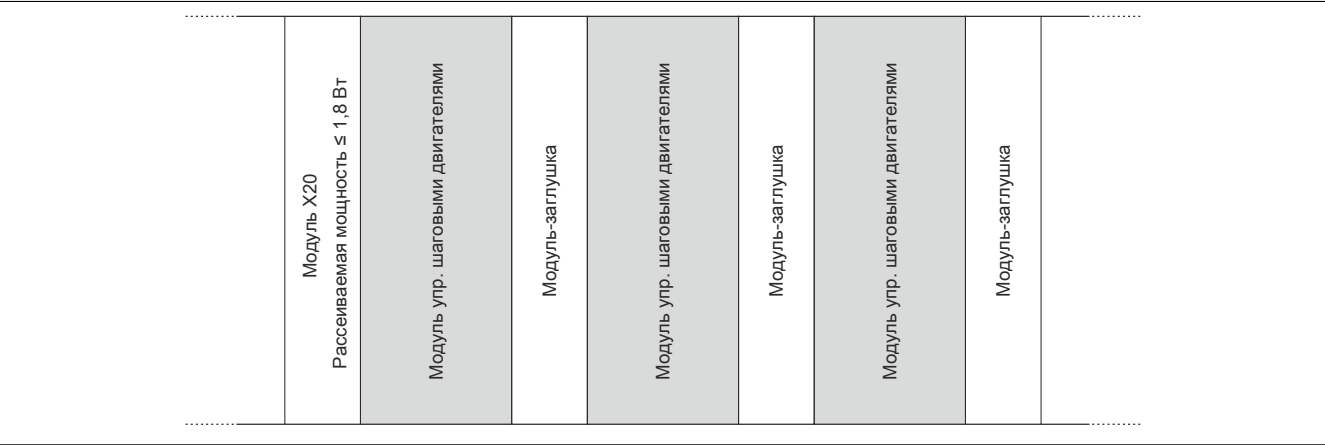 Модуль X20
Рассеиваемая мощность ≤ 1,8 Вт
Модуль упр. шаговыми двигателями
Модуль-заглушка
Модуль упр. шаговыми двигателями
Модуль-заглушка
Модуль упр. шаговыми двигателями
Модуль-заглушка